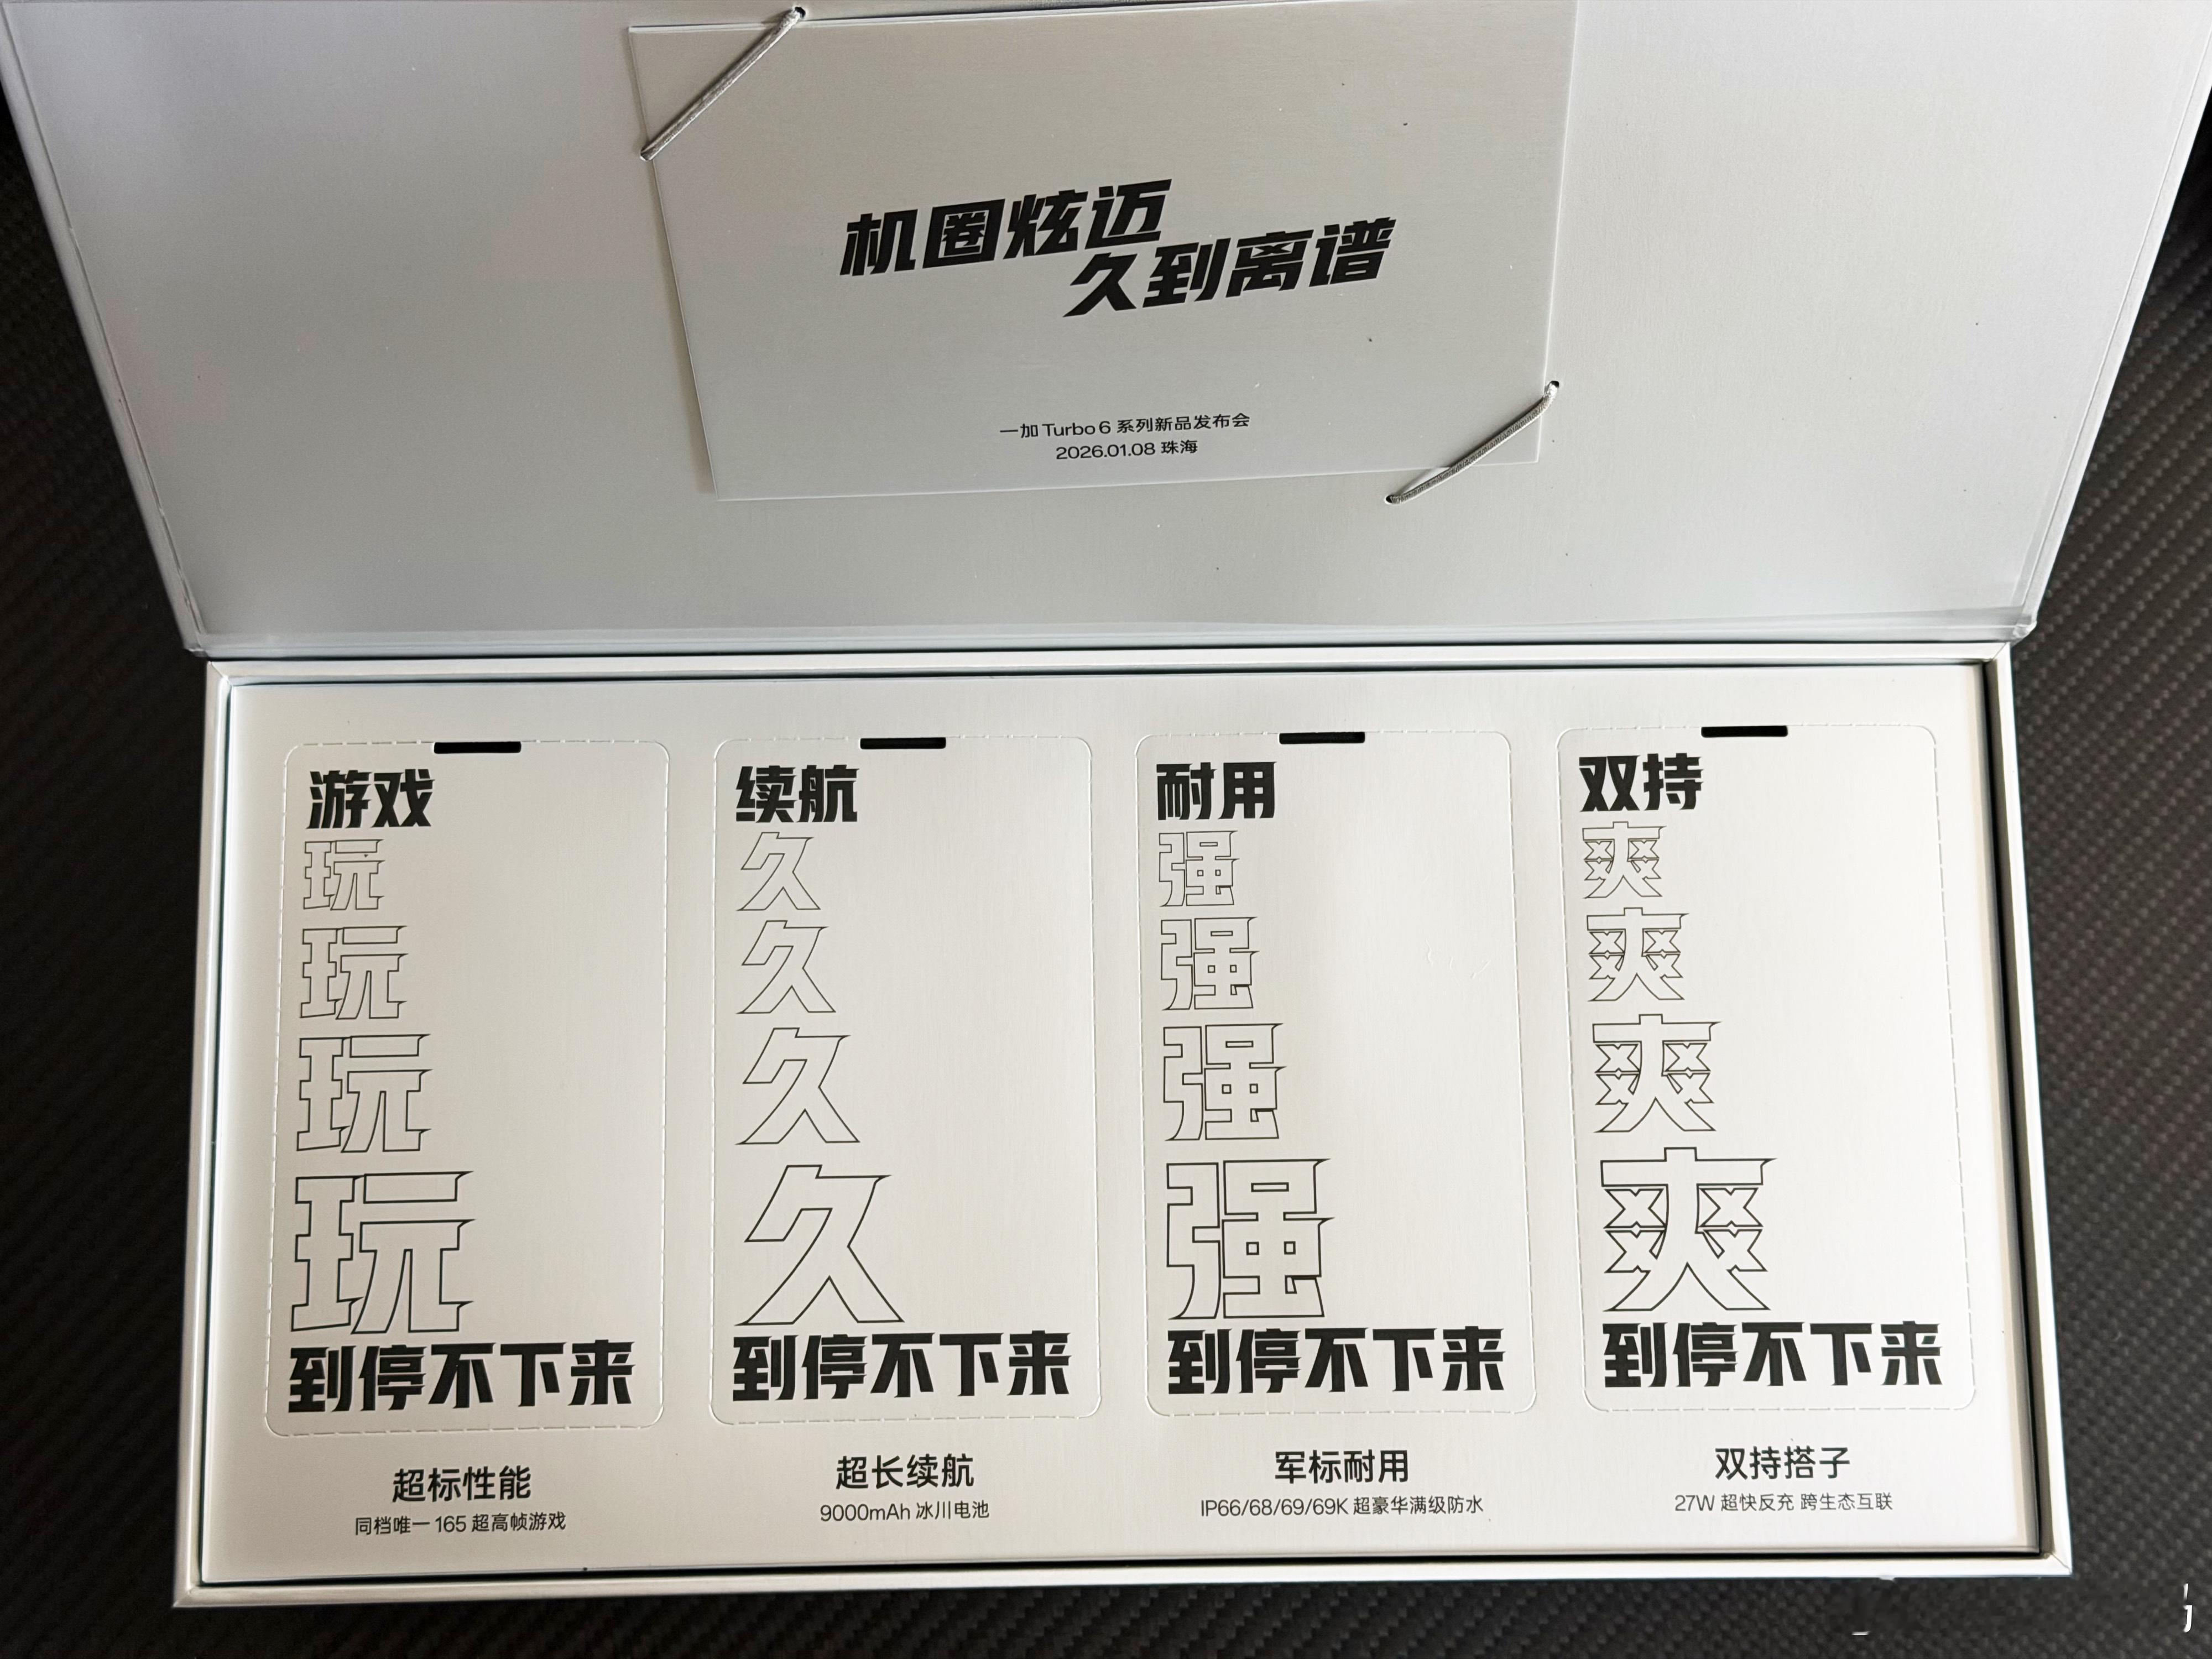 机圈炫迈
久到离谱
一加 Turbo 6 系列新品发布会
2026.01.08 珠海
游戏
玩
玩
玩
玩
到停不下来
超标性能
同档唯一 165 超高帧游戏
续航
久
久
久
久
到停不下来
超长续航
9000mAh 冰川电池
耐用
强
强
强
强
到停不下来
军标耐用
IP66/68/69/69K 超豪华满级防水
双持
爽
爽
爽
爽
到停不下来
双持搭子
27W 超快反充 跨生态互联